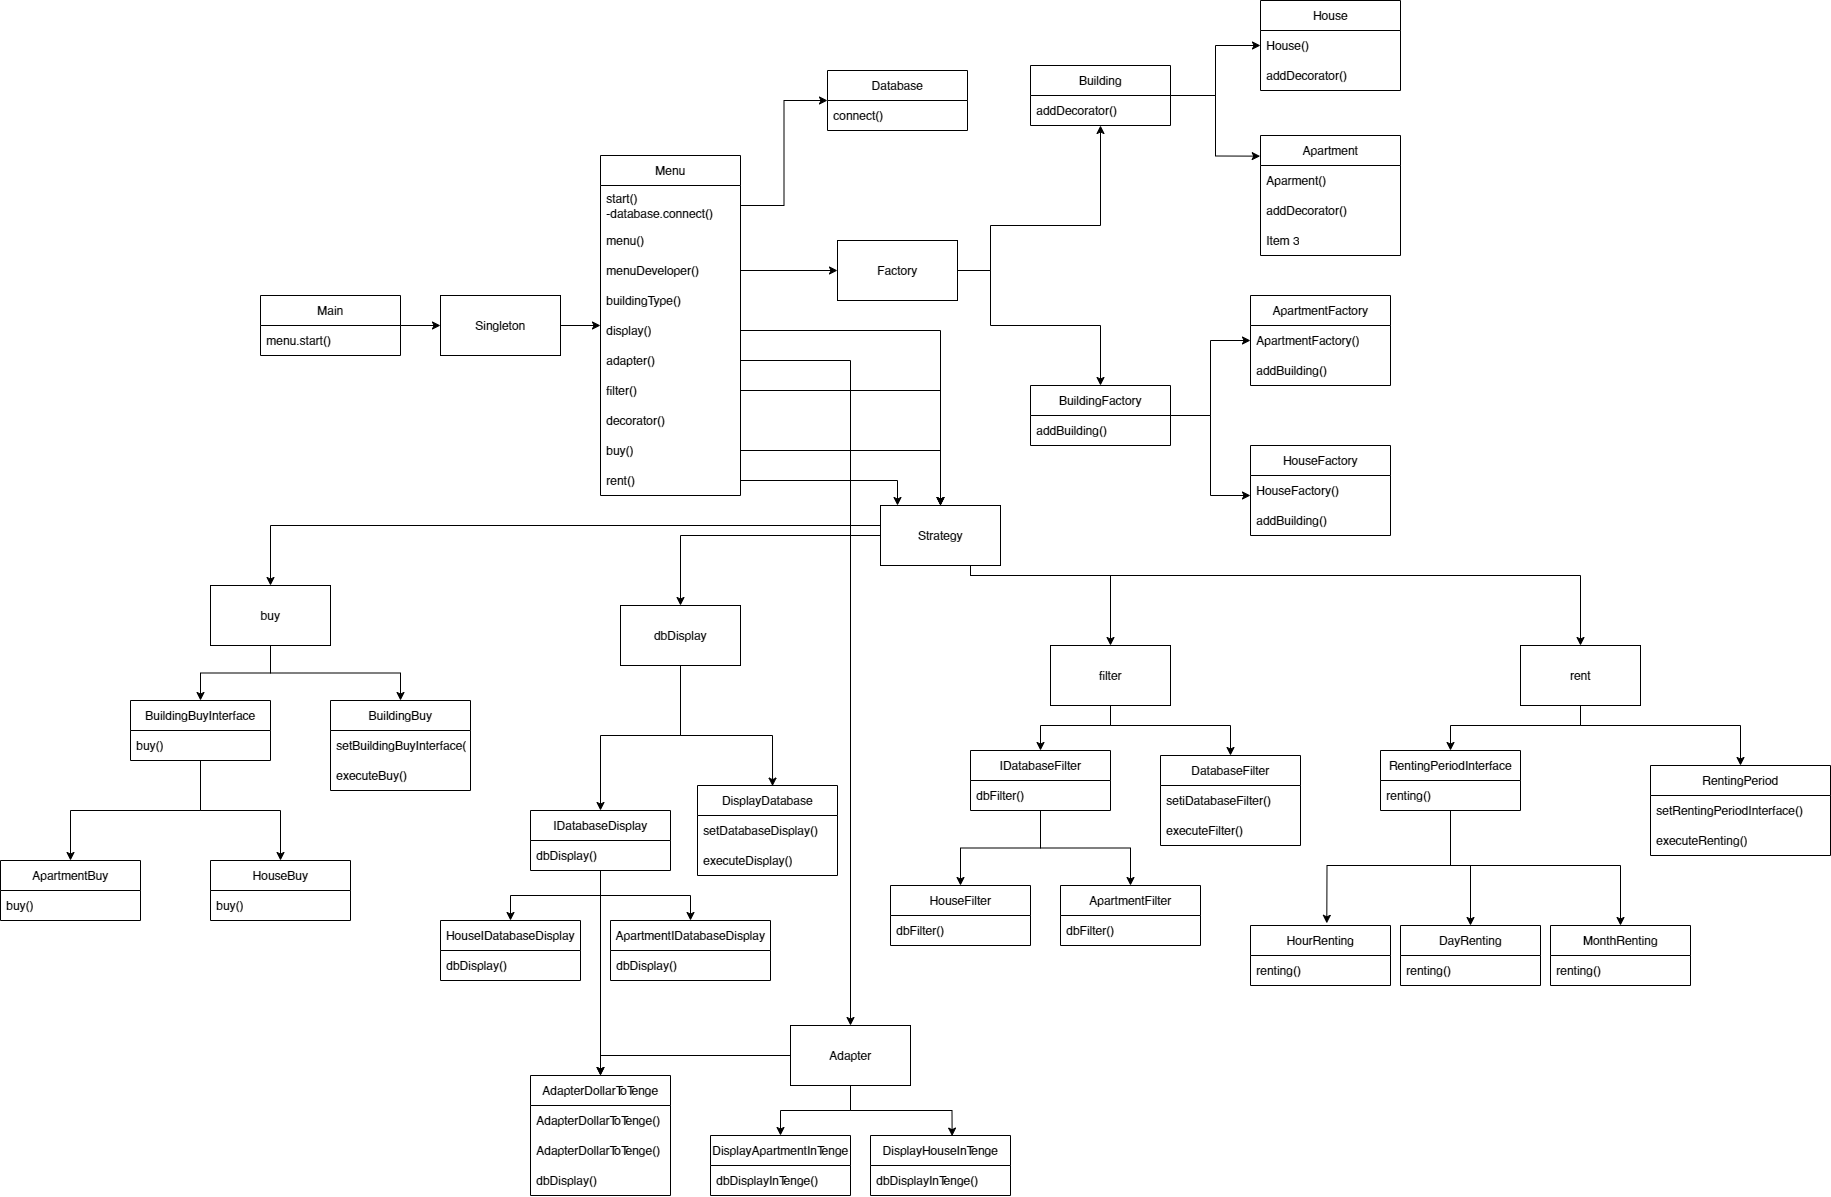 House
House()
addDecorator()
Building
addDecorator()
Database
connect()
Apartment
Aparment()
addDecorator()
Item 3
Menu
start()
-database.connect()
menu()
menuDeveloper()
buildingType()
display()
adapter()
filter()
decorator()
buy()
rent()
Factory
Main
menu.start()
Singleton
ApartmentFactory
ApartmentFactory()
addBuilding()
BuildingFactory
addBuilding()
HouseFactory
HouseFactory()
addBuilding()
Strategy
buy
dbDisplay
filter
rent
BuildingBuyInterface
buy()
BuildingBuy
setBuildingBuyInterface(
executeBuy()
IDatabaseDisplay
dbDisplay()
DisplayDatabase
setDatabaseDisplay()
executeDisplay()
IDatabaseFilter
dbFilter()
DatabaseFilter
setiDatabaseFilter()
executeFilter()
RentingPeriodInterface
renting()
RentingPeriod
setRentingPeriodInterface()
executeRenting()
ApartmentBuy
buy()
HouseBuy
buy()
HouseIDatabaseDisplay
dbDisplay()
ApartmentIDatabaseDisplay
dbDisplay()
HouseFilter
dbFilter()
ApartmentFilter
dbFilter()
HourRenting
renting()
DayRenting
renting()
MonthRenting
renting()
Adapter
AdapterDollarToTenge
AdapterDollarToTenge()
AdapterDollarToTenge()
dbDisplay()
DisplayApartmentInTenge
dbDisplayInTenge()
DisplayHouseInTenge
dbDisplayInTenge()